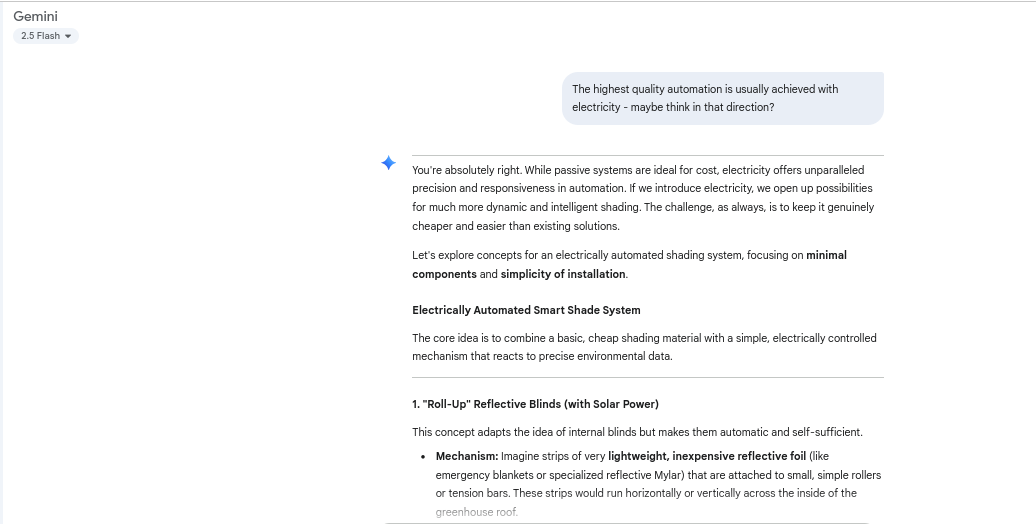 Gemini
2.5 Flash
The highest quality automation is usually achieved with
electricity - maybe think in that direction?
You're absolutely right. While passive systems are ideal for cost, electricity offers unparalleled
precision and responsiveness in automation. If we introduce electricity, we open up possibilities
for much more dynamic and intelligent shading. The challenge, as always, is to keep it genuinely
cheaper and easier than existing solutions.
Let's explore concepts for an electrically automated shading system, focusing on minimal
components and simplicity of installation.
Electrically Automated Smart Shade System
The core idea is to combine a basic, cheap shading material with a simple, electrically controlled
mechanism that reacts to precise environmental data.
1. "Roll-Up" Reflective Blinds (with Solar Power)
This concept adapts the idea of internal blinds but makes them automatic and self-sufficient.
• Mechanism: Imagine strips of very lightweight, inexpensive reflective foil (like
emergency blankets or specialized reflective Mylar) that are attached to small, simple rollers
or tension bars. These strips would run horizontally or vertically across the inside of the
greenhouse roof.